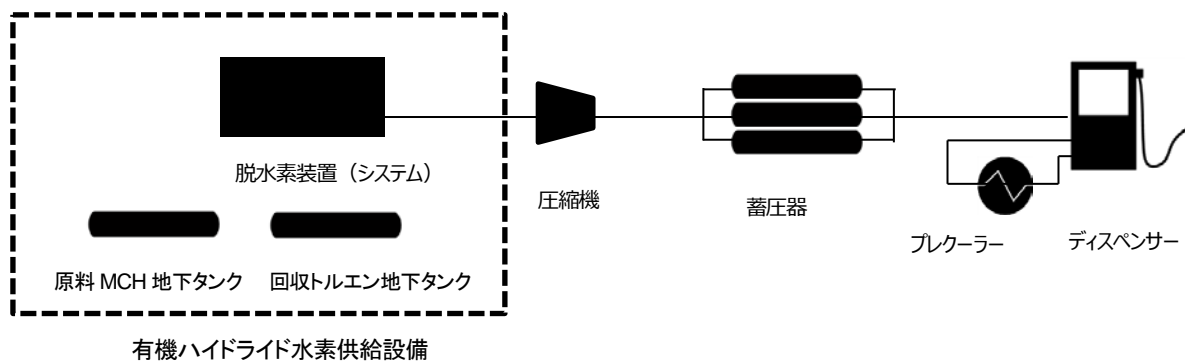 脱水素装置（システム）
圧縮機
蓄圧器
プレクーラー
ディスペンサー
原料 MCH 地下タンク
回収トルエン地下タンク
有機ハイドライド水素供給設備